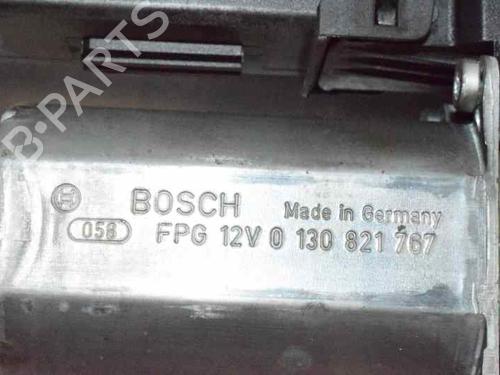 BOSCH Made in Germany
058 FPG 12V 0 130 821 767
B-PARTS